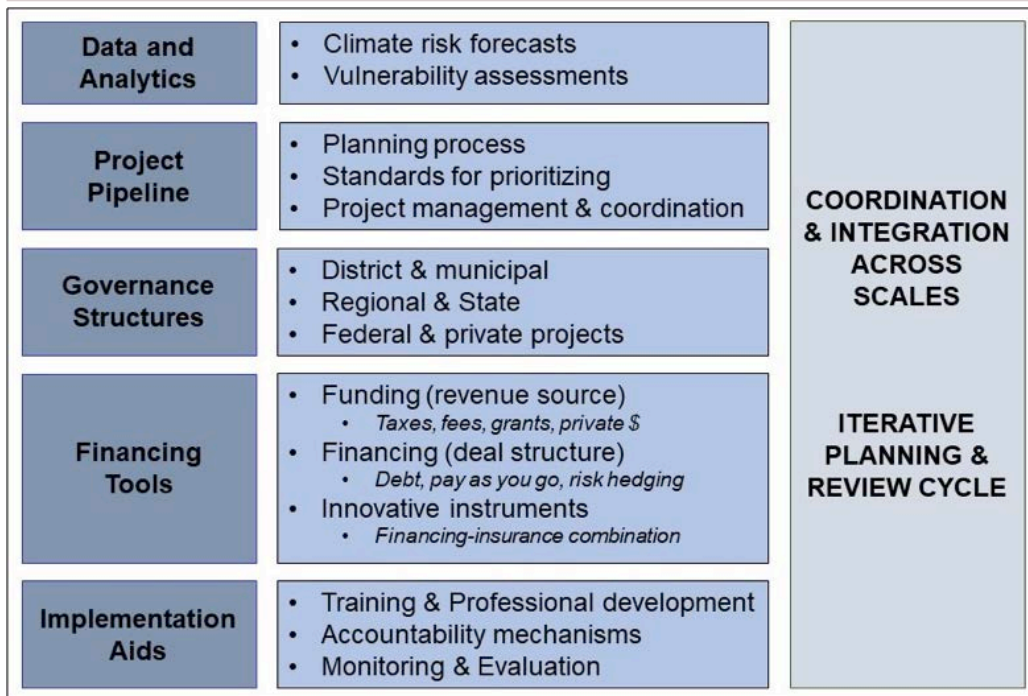 Data and
Analytics
• Climate risk forecasts
• Vulnerability assessments
Project
Pipeline
• Planning process
• Standards for prioritizing
• Project management & coordination
Governance
Structures
• District & municipal
• Regional & State
• Federal & private projects
Financing
Tools
• Funding (revenue source)
• Taxes, fees, grants, private $
• Financing (deal structure)
• Debt, pay as you go, risk hedging
• Innovative instruments
• Financing-insurance combination
Implementation
Aids
• Training & Professional development
• Accountability mechanisms
• Monitoring & Evaluation
COORDINATION
& INTEGRATION
ACROSS
SCALES
ITERATIVE
PLANNING &
REVIEW CYCLE